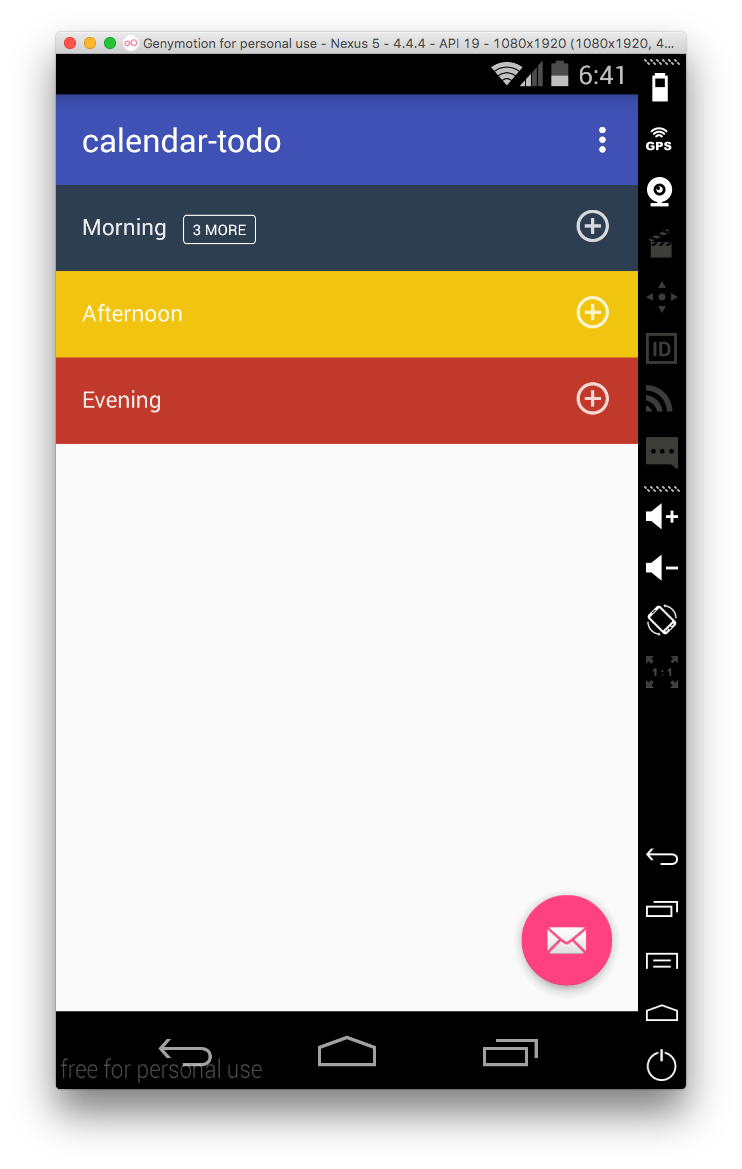 Genymotion for personal use - Nexus 5 - 4.4.4 - API 19 - 1080x1920 (1080x1920, 4...
6:41
calendar-todo
GPS
Morning 3 MORE
Afternoon
ID
Evening
1:1
free for personal use